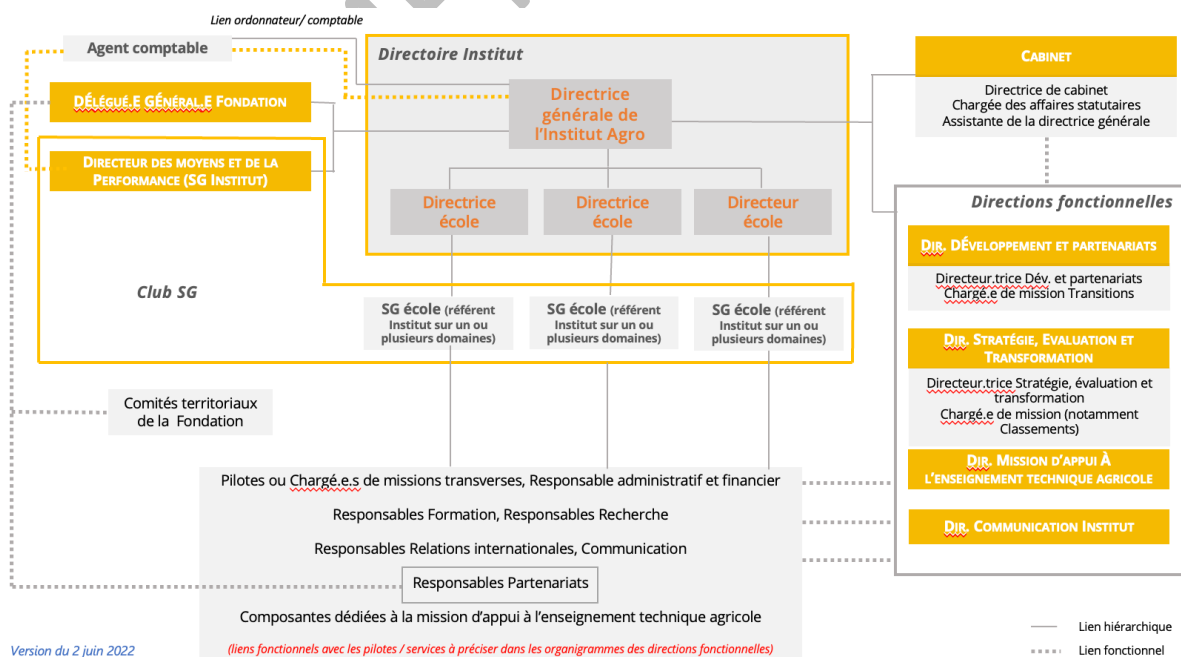 Lien ordonnateur/ comptable
Agent comptable
DÉLÉGUÉ.E GÉNÉRAL.E FONDATION
DIRECTEUR DES MOYENS ET DE LA
PERFORMANCE (SG INSTITUT)
Directoire Institut
Directrice
générale de
l'Institut Agro
Directrice
école
Directrice
école
Directeur
école
CABINET
Directrice de cabinet
Chargée des affaires statutaires
Assistante de la directrice générale
Directions fonctionnelles
DIR. DÉVELOPPEMENT ET PARTENARIATS
Directeur.trice Dév. et partenariats
Chargé.e de mission Transitions
DIR. STRATÉGIE, EVALUATION ET
TRANSFORMATION
Directeur.trice Stratégie, évaluation et
transformation
Chargé.e de mission (notamment
Classements)
DIR. MISSION D'APPUI À
L'ENSEIGNEMENT TECHNIQUE AGRICOLE
DIR. COMMUNICATION INSTITUT
Club SG
SG école (référent
Institut sur un ou
plusieurs domaines)
SG école (référent
Institut sur un ou
plusieurs domaines)
SG école (référent
Institut sur un ou
plusieurs domaines)
Comités territoriaux
de la Fondation
Pilotes ou Chargé.e.s de missions transverses, Responsable administratif et financier
Responsables Formation, Responsables Recherche
Responsables Relations internationales, Communication
Responsables Partenariats
Composantes dédiées à la mission d'appui à l'enseignement technique agricole
(liens fonctionnels avec les pilotes / services à préciser dans les organigrammes des directions fonctionnelles)
Version du 2 juin 2022
Lien hiérarchique
Lien fonctionnel